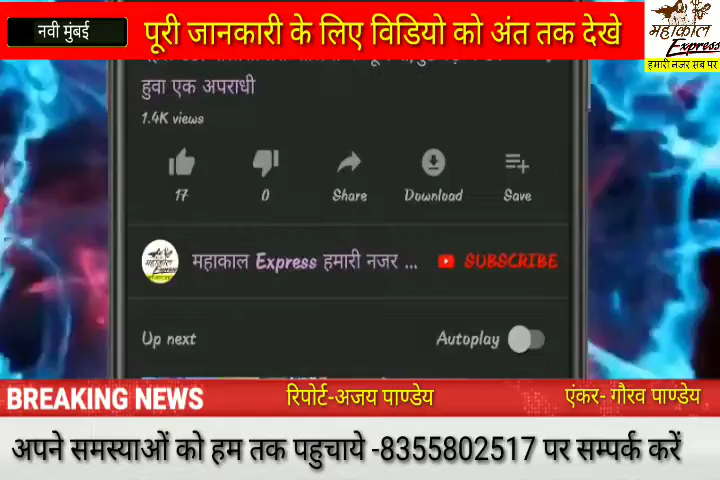 नवी मुंबई
पूरी जानकारी के लिए विडियो को अंत तक देखे
महाकाल
Express
हमारी नजर सब पर
हुवा एक अपराधी
1.4K views
17
0
Share
Download
Save
महाकाल Express हमारी नजर ...
SUBSCRIBE
Up next
Autoplay
BREAKING NEWS
रिपोर्ट-अजय पाण्डेय
एंकर- गौरव पाण्डेय
अपने समस्याओं को हम तक पहुचाये -8355802517 पर सम्पर्क करें